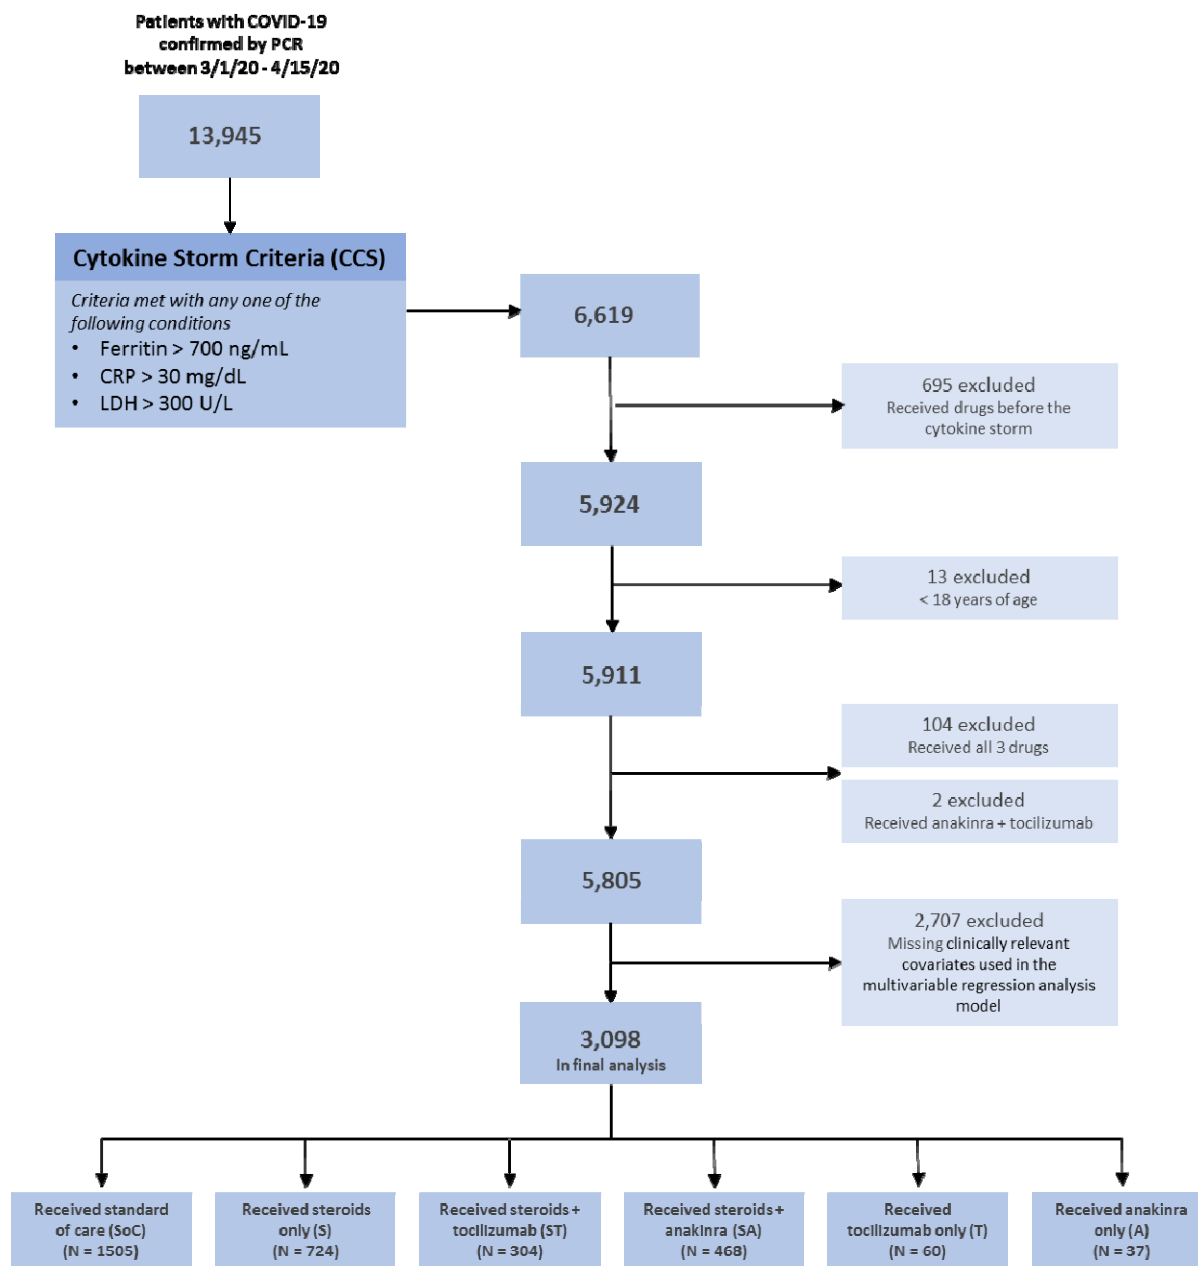 Patients with COVID-19
confirmed by PCR
between 3/1/20 - 4/15/20
13,945
Cytokine Storm Criteria (CCS)
Criteria met with any one of the
following conditions
• Ferritin > 700 ng/mL
• CRP > 30 mg/dL
• LDH > 300 U/L
6,619
695 excluded
Received drugs before the
cytokine storm
5,924
13 excluded
< 18 years of age
5,911
104 excluded
Received all 3 drugs
2 excluded
Received anakinra + tocilizumab
5,805
2,707 excluded
Missing clinically relevant
covariates used in the
multivariable regression analysis
model
3,098
In final analysis
Received standard
of care (SoC)
(N = 1505)
Received steroids
only (S)
(N = 724)
Received steroids +
tocilizumab (ST)
(N = 304)
Received steroids +
anakinra (SA)
(N = 468)
Received
tocilizumab only (T)
(N = 60)
Received anakinra
only (A)
(N = 37)